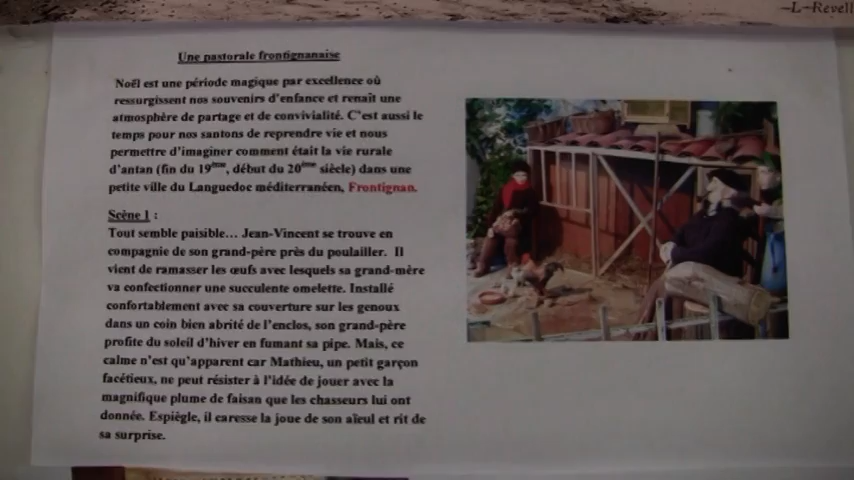 –L–Revell
Une pastorale frontignanaise
Noël est une période magique par excellence où
ressurgissent nos souvenirs d'enfance et renaît une
atmosphère de partage et de convivialité. C'est aussi le
temps pour nos santons de reprendre vie et nous
permettre d'imaginer comment était la vie rurale
d'antan (fin du 19ème, début du 20ème siècle) dans une
petite ville du Languedoc méditerranéen, Frontignan.
Scène 1 :
Tout semble paisible… Jean-Vincent se trouve en
compagnie de son grand-père près du poulailler. Il
vient de ramasser les œufs avec lesquels sa grand-mère
va confectionner une succulente omelette. Installé
confortablement avec sa couverture sur les genoux
dans un coin bien abrité de l'enclos, son grand-père
profite du soleil d'hiver en fumant sa pipe. Mais, ce
calme n'est qu'apparent car Mathieu, un petit garçon
facétieux, ne peut résister à l'idée de jouer avec la
magnifique plume de faisan que les chasseurs lui ont
donnée. Espiègle, il caresse la joue de son aïeul et rit de
sa surprise.